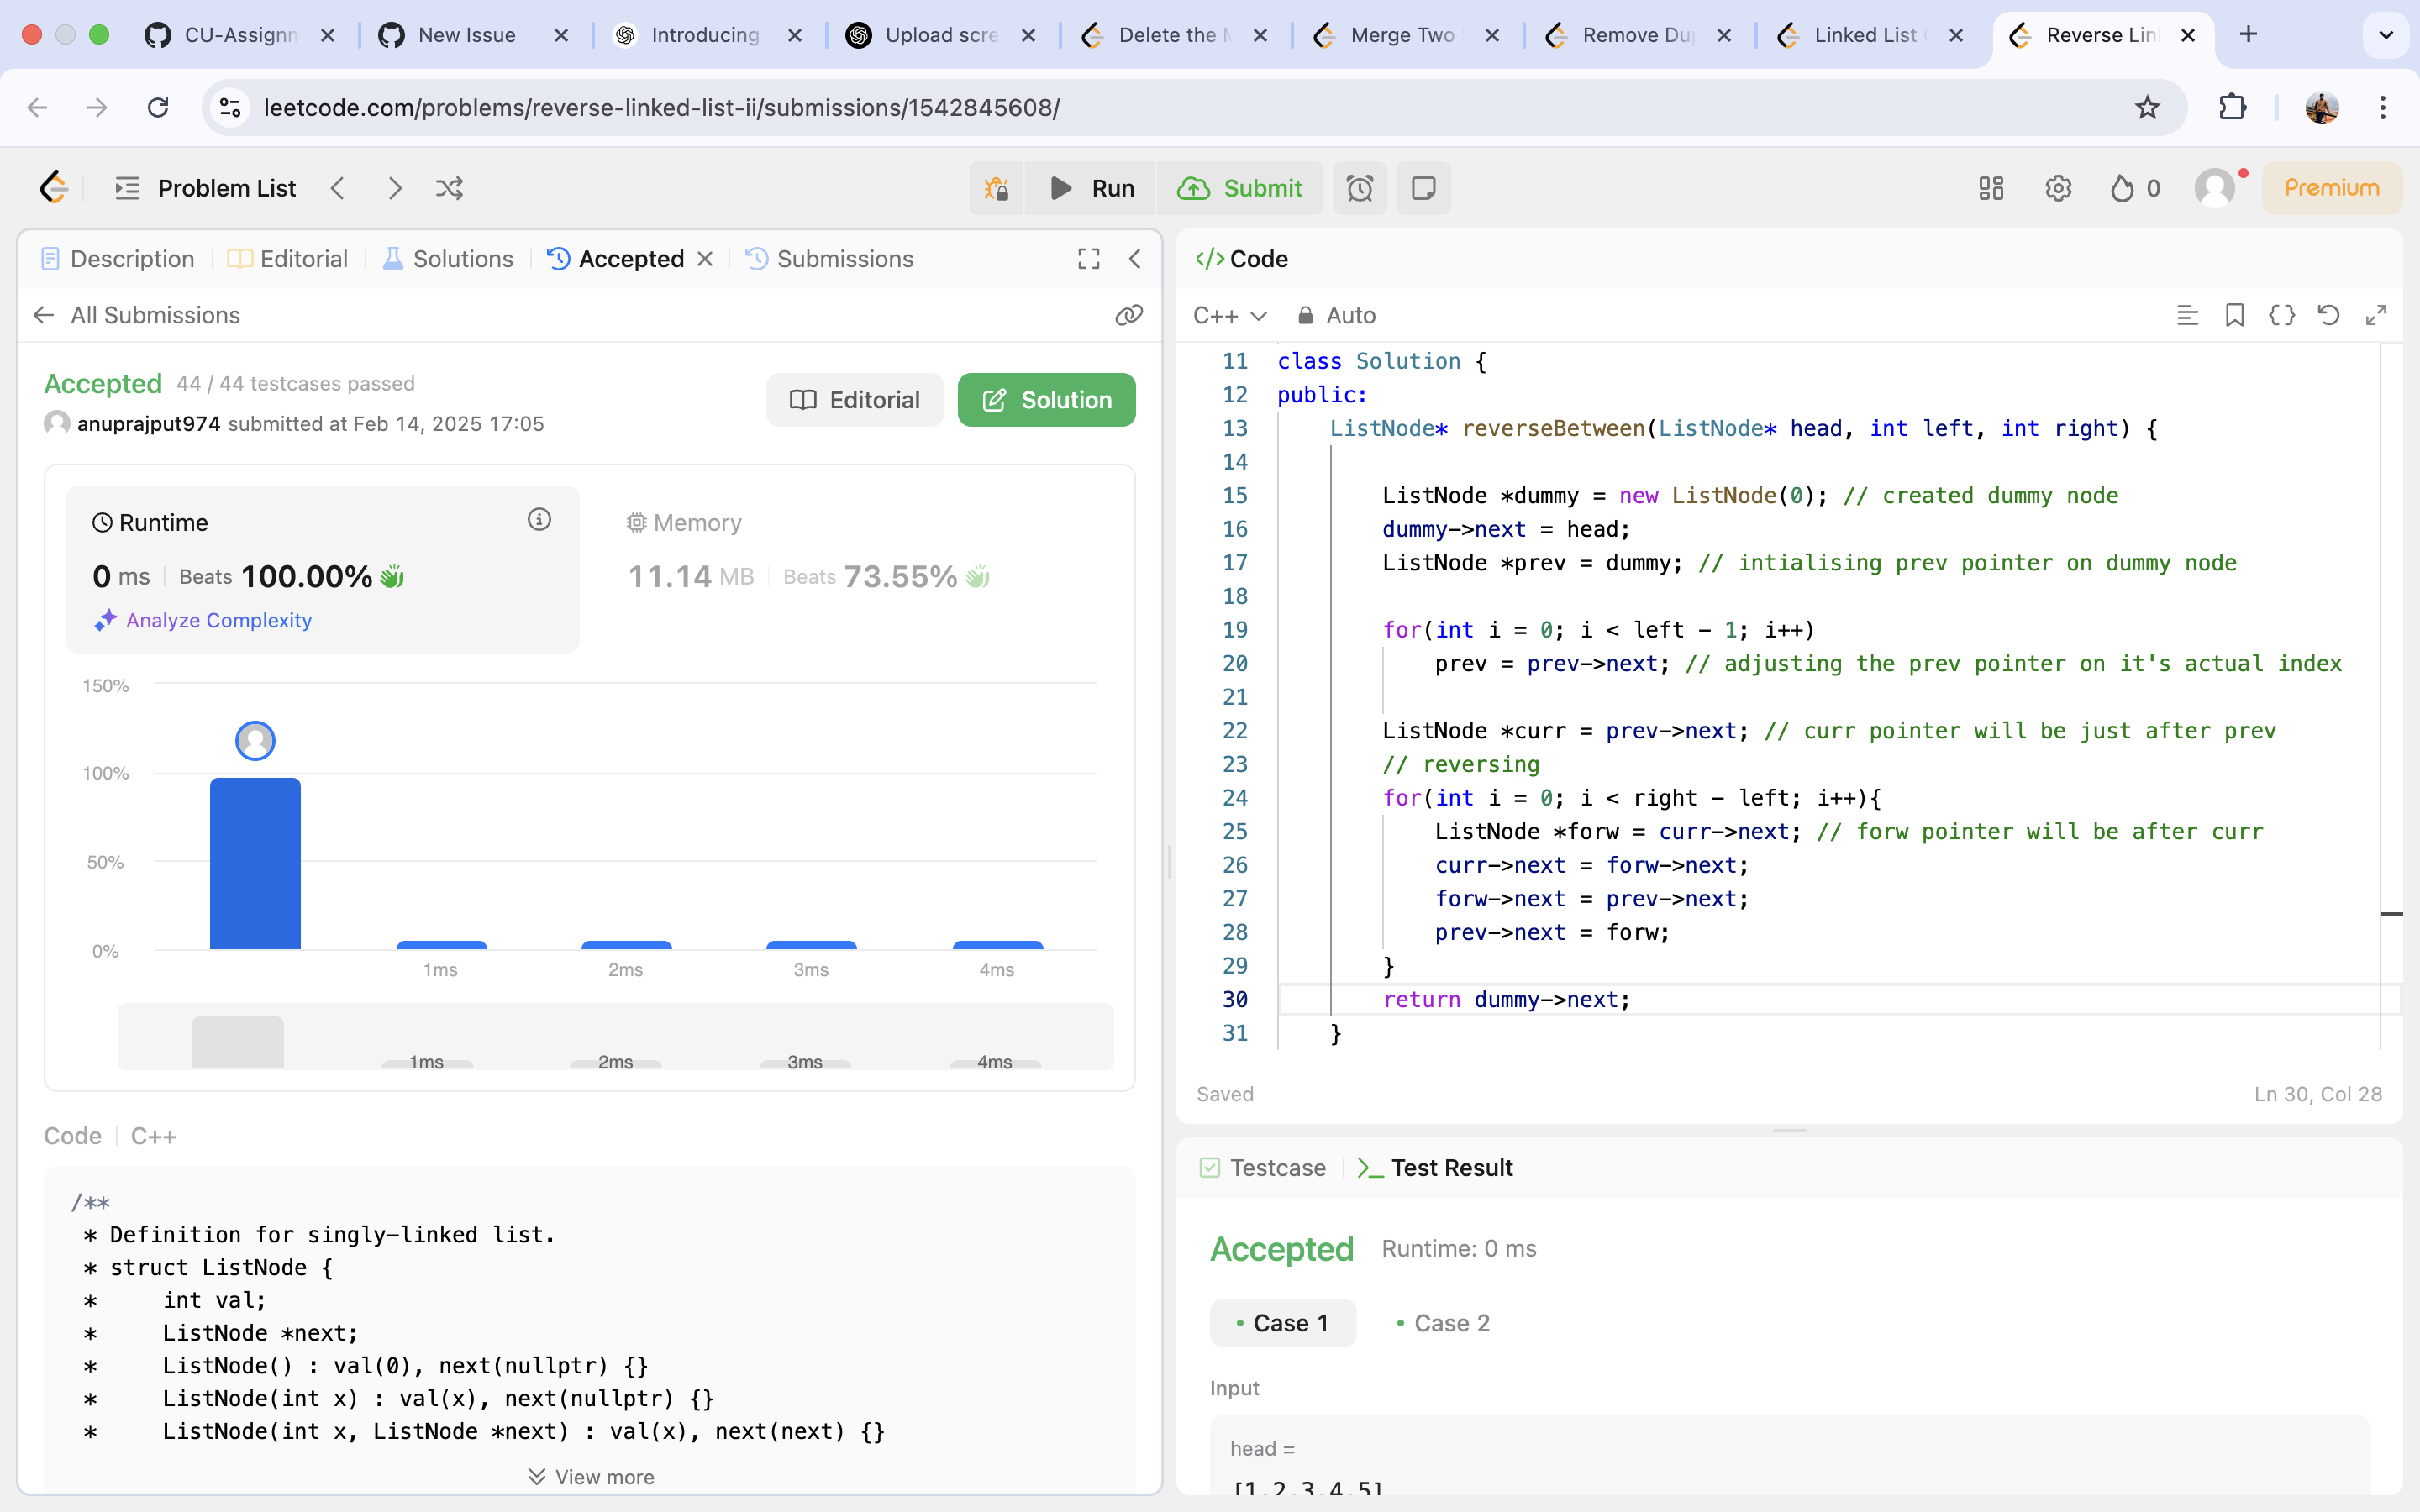 CU-Assignm
New Issue
Introducing
Upload scre
Delete the M
Merge Two S
Remove Dup
Linked List C
Reverse Lin
leetcode.com/problems/reverse-linked-list-ii/submissions/1542845608/
Problem List
Run
Submit
0
Premium
Description
Editorial
Solutions
Accepted
Submissions
All Submissions
Accepted 44 / 44 testcases passed
anuprajput974 submitted at Feb 14, 2025 17:05
Editorial
Solution
Runtime
0 ms Beats 100.00%
Analyze Complexity
Memory
11.14 MB Beats 73.55%
150%
100%
50%
0%
1ms 2ms 3ms 4ms
1ms 2ms 3ms 4ms
Code C++
/**
* Definition for singly-linked list.
* struct ListNode {
*     int val;
*     ListNode *next;
*     ListNode() : val(0), next(nullptr) {}
*     ListNode(int x) : val(x), next(nullptr) {}
*     ListNode(int x, ListNode *next) : val(x), next(next) {}
View more
</> Code
C++ Auto
11 class Solution {
12 public:
13     ListNode* reverseBetween(ListNode* head, int left, int right) {
14
15         ListNode *dummy = new ListNode(0); // created dummy node
16         dummy->next = head;
17         ListNode *prev = dummy; // intialising prev pointer on dummy node
18
19         for(int i = 0; i < left - 1; i++)
20             prev = prev->next; // adjusting the prev pointer on it's actual index
21
22         ListNode *curr = prev->next; // curr pointer will be just after prev
23         // reversing
24         for(int i = 0; i < right - left; i++){
25             ListNode *forw = curr->next; // forw pointer will be after curr
26             curr->next = forw->next;
27             forw->next = prev->next;
28             prev->next = forw;
29         }
30         return dummy->next;
31     }
Saved
Ln 30, Col 28
Testcase
Test Result
Accepted Runtime: 0 ms
Case 1
Case 2
Input
head =
[1,2,3,4,5]